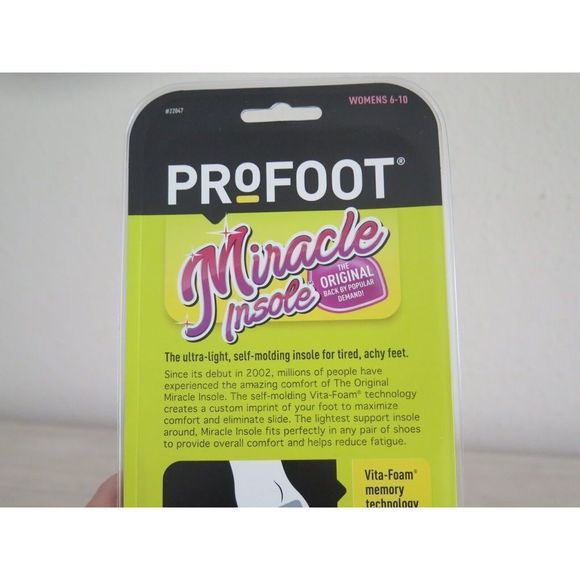 #22047
WOMENS 6-10
PROFOOT®
Miracle
Insole™
THE
ORIGINAL
BACK BY POPULAR
DEMAND!
The ultra-light, self-molding insole for tired, achy feet.
Since its debut in 2002, millions of people have
experienced the amazing comfort of The Original
Miracle Insole. The self-molding Vita-Foam® technology
creates a custom imprint of your foot to maximize
comfort and eliminate slide. The lightest support insole
around, Miracle Insole fits perfectly in any pair of shoes
to provide overall comfort and helps reduce fatigue.
Vita-Foam®
memory
technology